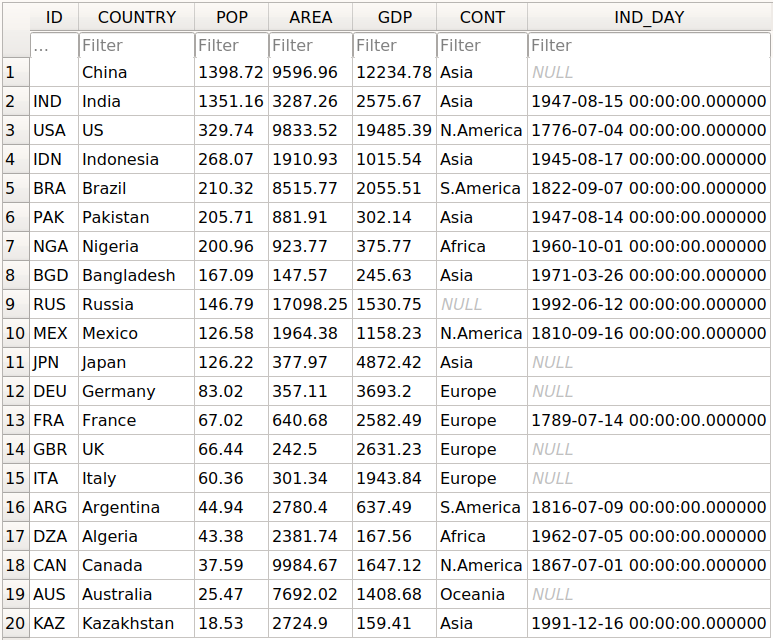 ID COUNTRY POP AREA GDP CONT IND_DAY
... Filter Filter Filter Filter Filter Filter
1 China 1398.72 9596.96 12234.78 Asia NULL
2 IND India 1351.16 3287.26 2575.67 Asia 1947-08-15 00:00:00.000000
3 USA US 329.74 9833.52 19485.39 N.America 1776-07-04 00:00:00.000000
4 IDN Indonesia 268.07 1910.93 1015.54 Asia 1945-08-17 00:00:00.000000
5 BRA Brazil 210.32 8515.77 2055.51 S.America 1822-09-07 00:00:00.000000
6 PAK Pakistan 205.71 881.91 302.14 Asia 1947-08-14 00:00:00.000000
7 NGA Nigeria 200.96 923.77 375.77 Africa 1960-10-01 00:00:00.000000
8 BGD Bangladesh 167.09 147.57 245.63 Asia 1971-03-26 00:00:00.000000
9 RUS Russia 146.79 17098.25 1530.75 NULL 1992-06-12 00:00:00.000000
10 MEX Mexico 126.58 1964.38 1158.23 N.America 1810-09-16 00:00:00.000000
11 JPN Japan 126.22 377.97 4872.42 Asia NULL
12 DEU Germany 83.02 357.11 3693.2 Europe NULL
13 FRA France 67.02 640.68 2582.49 Europe 1789-07-14 00:00:00.000000
14 GBR UK 66.44 242.5 2631.23 Europe NULL
15 ITA Italy 60.36 301.34 1943.84 Europe NULL
16 ARG Argentina 44.94 2780.4 637.49 S.America 1816-07-09 00:00:00.000000
17 DZA Algeria 43.38 2381.74 167.56 Africa 1962-07-05 00:00:00.000000
18 CAN Canada 37.59 9984.67 1647.12 N.America 1867-07-01 00:00:00.000000
19 AUS Australia 25.47 7692.02 1408.68 Oceania NULL
20 KAZ Kazakhstan 18.53 2724.9 159.41 Asia 1991-12-16 00:00:00.000000